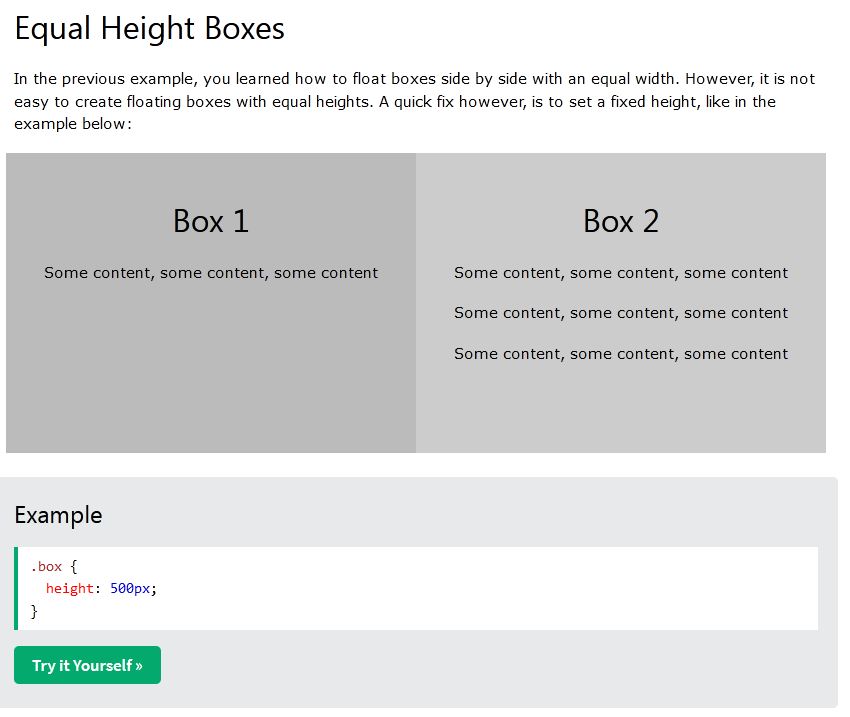 Equal Height Boxes
In the previous example, you learned how to float boxes side by side with an equal width. However, it is not
easy to create floating boxes with equal heights. A quick fix however, is to set a fixed height, like in the
example below:
Box 1
Some content, some content, some content
Box 2
Some content, some content, some content
Some content, some content, some content
Some content, some content, some content
Example
.box {
  height: 500px;
}
Try it Yourself »